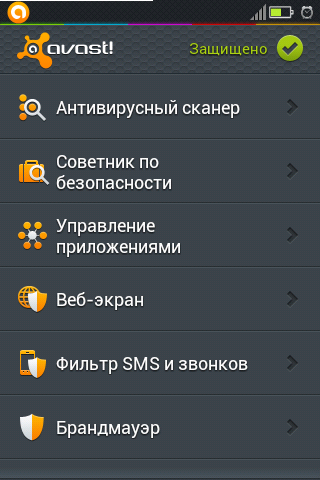 avast!
Защищено
Антивирусный сканер
Советник по
безопасности
Управление
приложениями
Веб-экран
Фильтр SMS и звонков
Брандмауэр